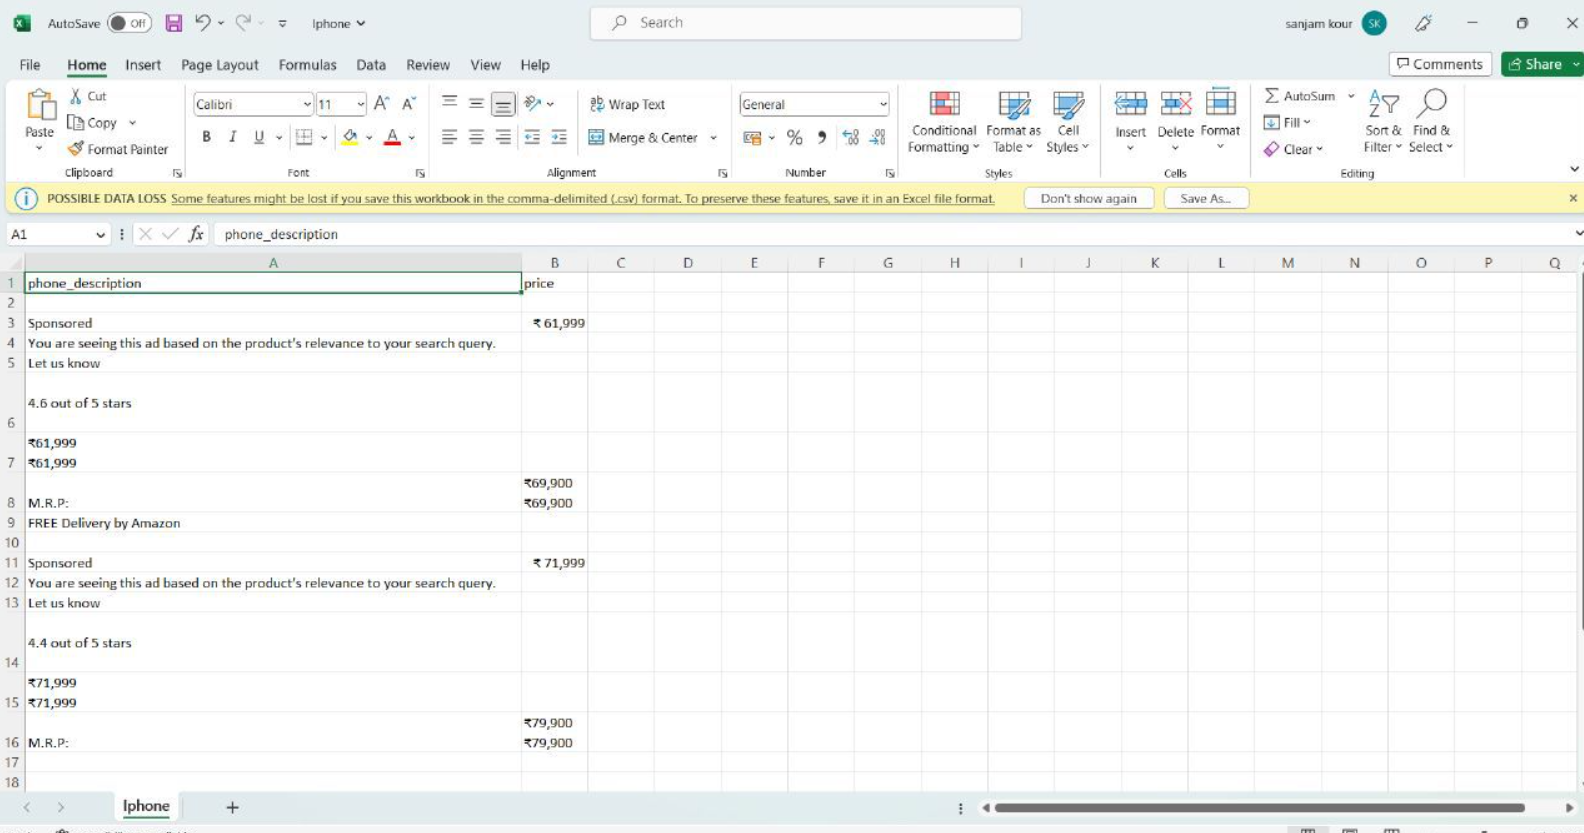 AutoSave Off Iphone Search sanjam kour SK
File Home Insert Page Layout Formulas Data Review View Help Comments Share
Paste Cut Copy Format Painter
Clipboard
Calibri 11
B I U A
Font
Wrap Text
Merge & Center
Alignment
General
%
Number
Conditional Formatting Format as Table Cell Styles
Styles
Insert Delete Format
Cells
AutoSum
Fill
Clear
Sort & Filter Find & Select
Editing
POSSIBLE DATA LOSS Some features might be lost if you save this workbook in the comma-delimited (.csv) format. To preserve these features, save it in an Excel file format. Don't show again Save As...
A1 fx phone_description
A B C D E F G H I J K L M N O P Q
1 phone_description price
2
3 Sponsored ₹ 61,999
4 You are seeing this ad based on the product's relevance to your search query.
5 Let us know
4.6 out of 5 stars
6
₹61,999
7 ₹61,999
₹69,900
8 M.R.P: ₹69,900
9 FREE Delivery by Amazon
10
11 Sponsored ₹ 71,999
12 You are seeing this ad based on the product's relevance to your search query.
13 Let us know
4.4 out of 5 stars
14
₹71,999
15 ₹71,999
₹79,900
16 M.R.P: ₹79,900
17
18
Iphone